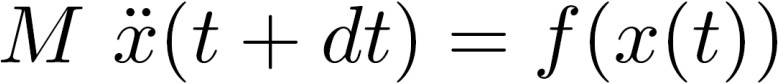 M ẍ(t + dt) = f(x(t))